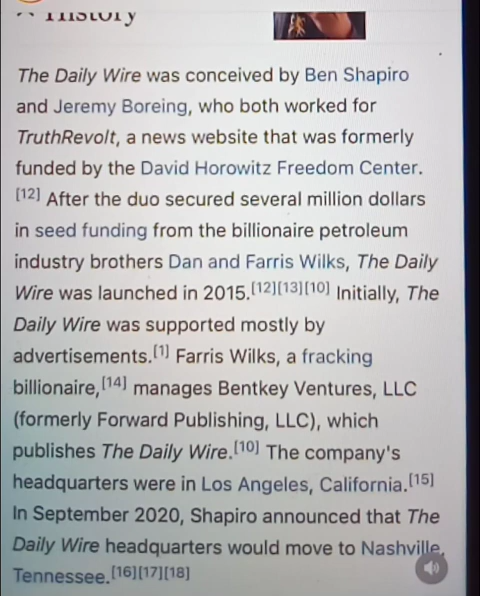 History
The Daily Wire was conceived by Ben Shapiro
and Jeremy Boreing, who both worked for
TruthRevolt, a news website that was formerly
funded by the David Horowitz Freedom Center.
[12] After the duo secured several million dollars
in seed funding from the billionaire petroleum
industry brothers Dan and Farris Wilks, The Daily
Wire was launched in 2015.[12][13][10] Initially, The
Daily Wire was supported mostly by
advertisements.[1] Farris Wilks, a fracking
billionaire,[14] manages Bentkey Ventures, LLC
(formerly Forward Publishing, LLC), which
publishes The Daily Wire.[10] The company's
headquarters were in Los Angeles, California.[15]
In September 2020, Shapiro announced that The
Daily Wire headquarters would move to Nashville,
Tennessee.[16][17][18]